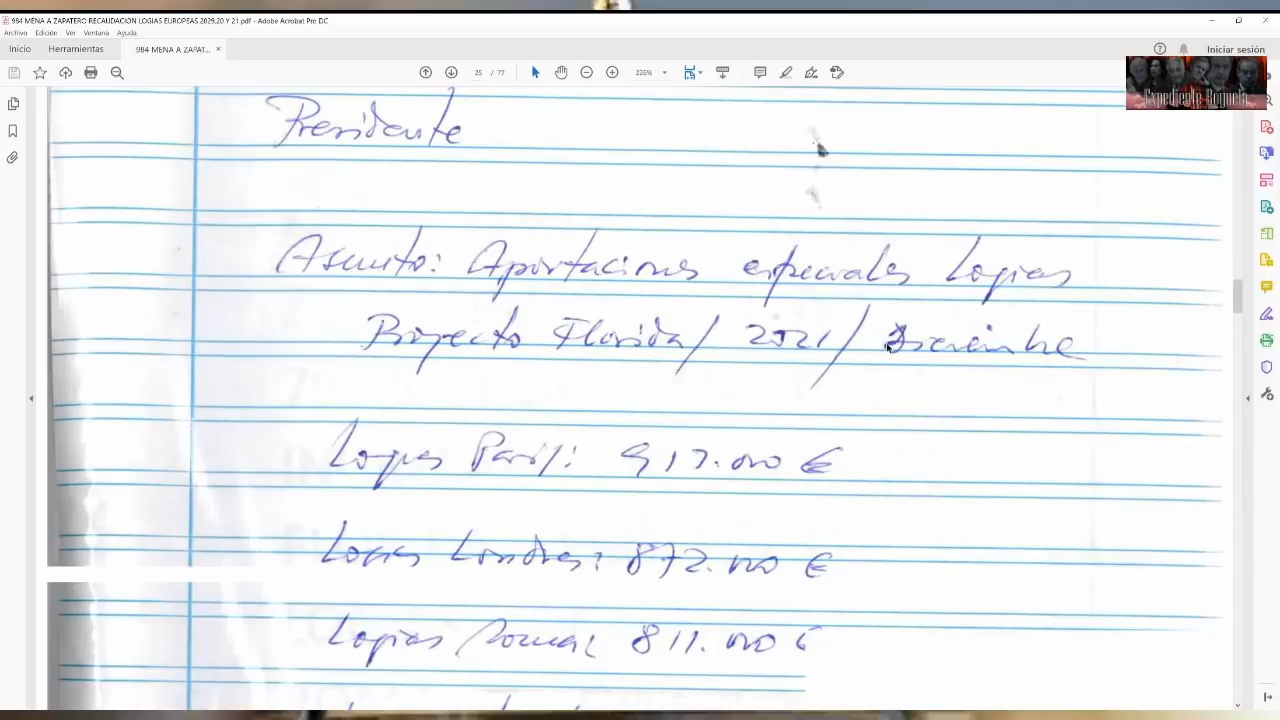 984 MENA A ZAPATERO RECAUDACION LOGIAS EUROPEAS 2029,20 Y 21.pdf - Adobe Acrobat Pro DC
Archivo Edición Ver Ventana Ayuda
Inicio Herramientas 984 MENA A ZAPAT... × Iniciar sesión
25 / 77 226%
Expediente Royuela
Presidente
Asunto: Aportaciones especiales Logias
Proyecto Florida / 2021 / Diciembre
Logias París: 917.000 €
Logias Londres: 872.000 €
Logias Roma: 811.000 €